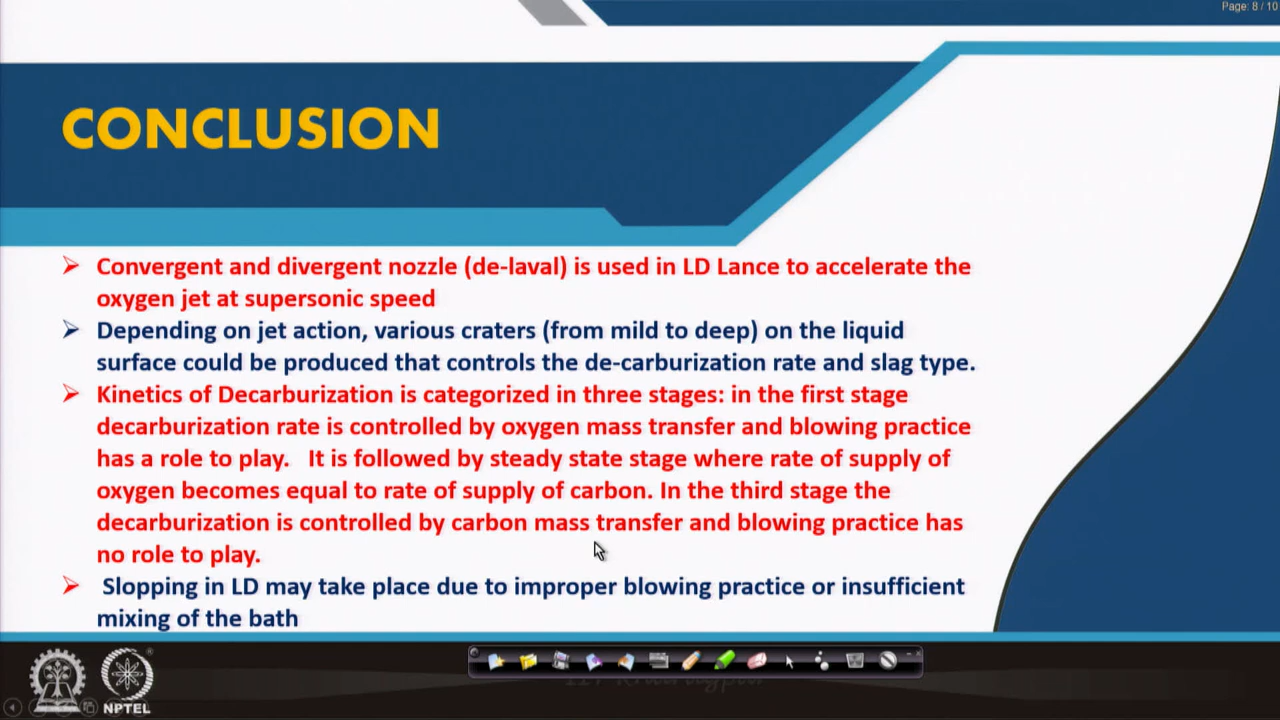 Page: 8 / 10
CONCLUSION
Convergent and divergent nozzle (de-laval) is used in LD Lance to accelerate the
oxygen jet at supersonic speed
Depending on jet action, various craters (from mild to deep) on the liquid
surface could be produced that controls the de-carburization rate and slag type.
Kinetics of Decarburization is categorized in three stages: in the first stage
decarburization rate is controlled by oxygen mass transfer and blowing practice
has a role to play. It is followed by steady state stage where rate of supply of
oxygen becomes equal to rate of supply of carbon. In the third stage the
decarburization is controlled by carbon mass transfer and blowing practice has
no role to play.
Slopping in LD may take place due to improper blowing practice or insufficient
mixing of the bath
NPTEL